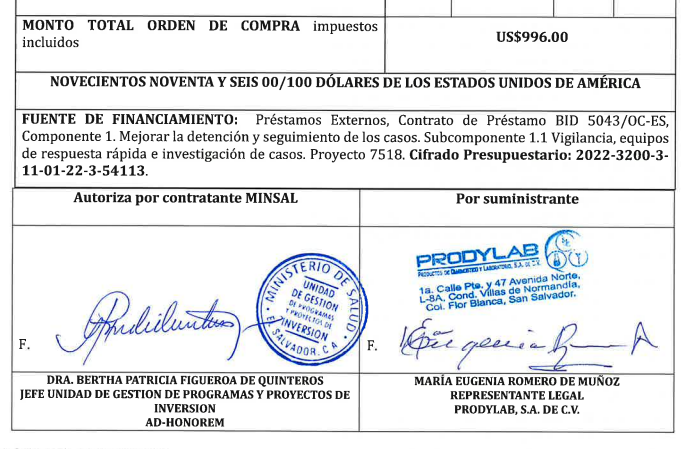 MONTO TOTAL ORDEN DE COMPRA impuestos
incluidos
US$996.00
NOVECIENTOS NOVENTA Y SEIS 00/100 DÓLARES DE LOS ESTADOS UNIDOS DE AMÉRICA
FUENTE DE FINANCIAMIENTO: Préstamos Externos, Contrato de Préstamo BID 5043/OC-ES,
Componente 1. Mejorar la detención y seguimiento de los casos. Subcomponente 1.1 Vigilancia, equipos
de respuesta rápida e investigación de casos. Proyecto 7518. Cifrado Presupuestario: 2022-3200-3-
11-01-22-3-54113.
Autoriza por contratante MINSAL
Por suministrante
MINISTERIO DE SALUD
UNIDAD
DE GESTION
DE PROGRAMAS
Y PROYECTOS DE
INVERSION
EL SALVADOR, C.A.
F.
PRODYLAB
PRODUCTOS DE DIAGNOSTICO Y LABORATORIO, S.A. DE C.V.
1a. Calle Pte. y 47 Avenida Norte,
L-8A, Cond. Villas de Normandía,
Col. Flor Blanca, San Salvador.
F.
DRA. BERTHA PATRICIA FIGUEROA DE QUINTEROS
JEFE UNIDAD DE GESTION DE PROGRAMAS Y PROYECTOS DE
INVERSION
AD-HONOREM
MARÍA EUGENIA ROMERO DE MUÑOZ
REPRESENTANTE LEGAL
PRODYLAB, S.A. DE C.V.